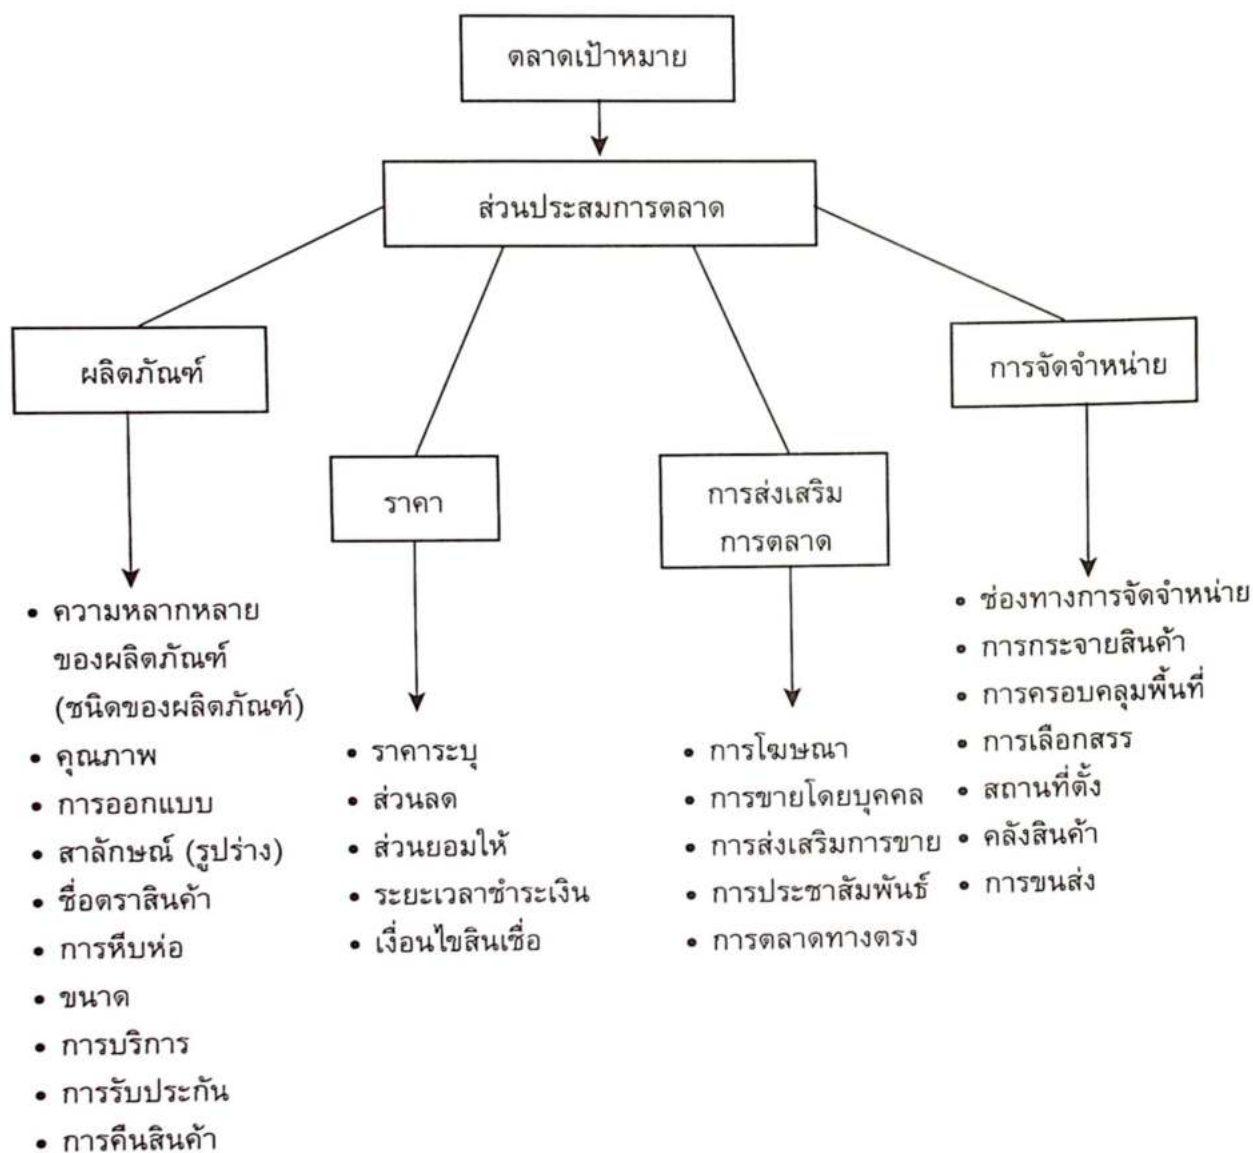 ตลาดเป้าหมาย
ส่วนประสมการตลาด
ผลิตภัณฑ์
• ความหลากหลาย
ของผลิตภัณฑ์
(ชนิดของผลิตภัณฑ์)
• คุณภาพ
• การออกแบบ
• สาลักษณ์ (รูปร่าง)
• ชื่อตราสินค้า
• การหีบห่อ
• ขนาด
• การบริการ
• การรับประกัน
• การคืนสินค้า
ราคา
• ราคาระบุ
• ส่วนลด
• ส่วนยอมให้
• ระยะเวลาชำระเงิน
• เงื่อนไขสินเชื่อ
การส่งเสริม
การตลาด
• การโฆษณา
• การขายโดยบุคคล
• การส่งเสริมการขาย
• การประชาสัมพันธ์
• การตลาดทางตรง
การจัดจำหน่าย
• ช่องทางการจัดจำหน่าย
• การกระจายสินค้า
• การครอบคลุมพื้นที่
• การเลือกสรร
• สถานที่ตั้ง
• คลังสินค้า
• การขนส่ง